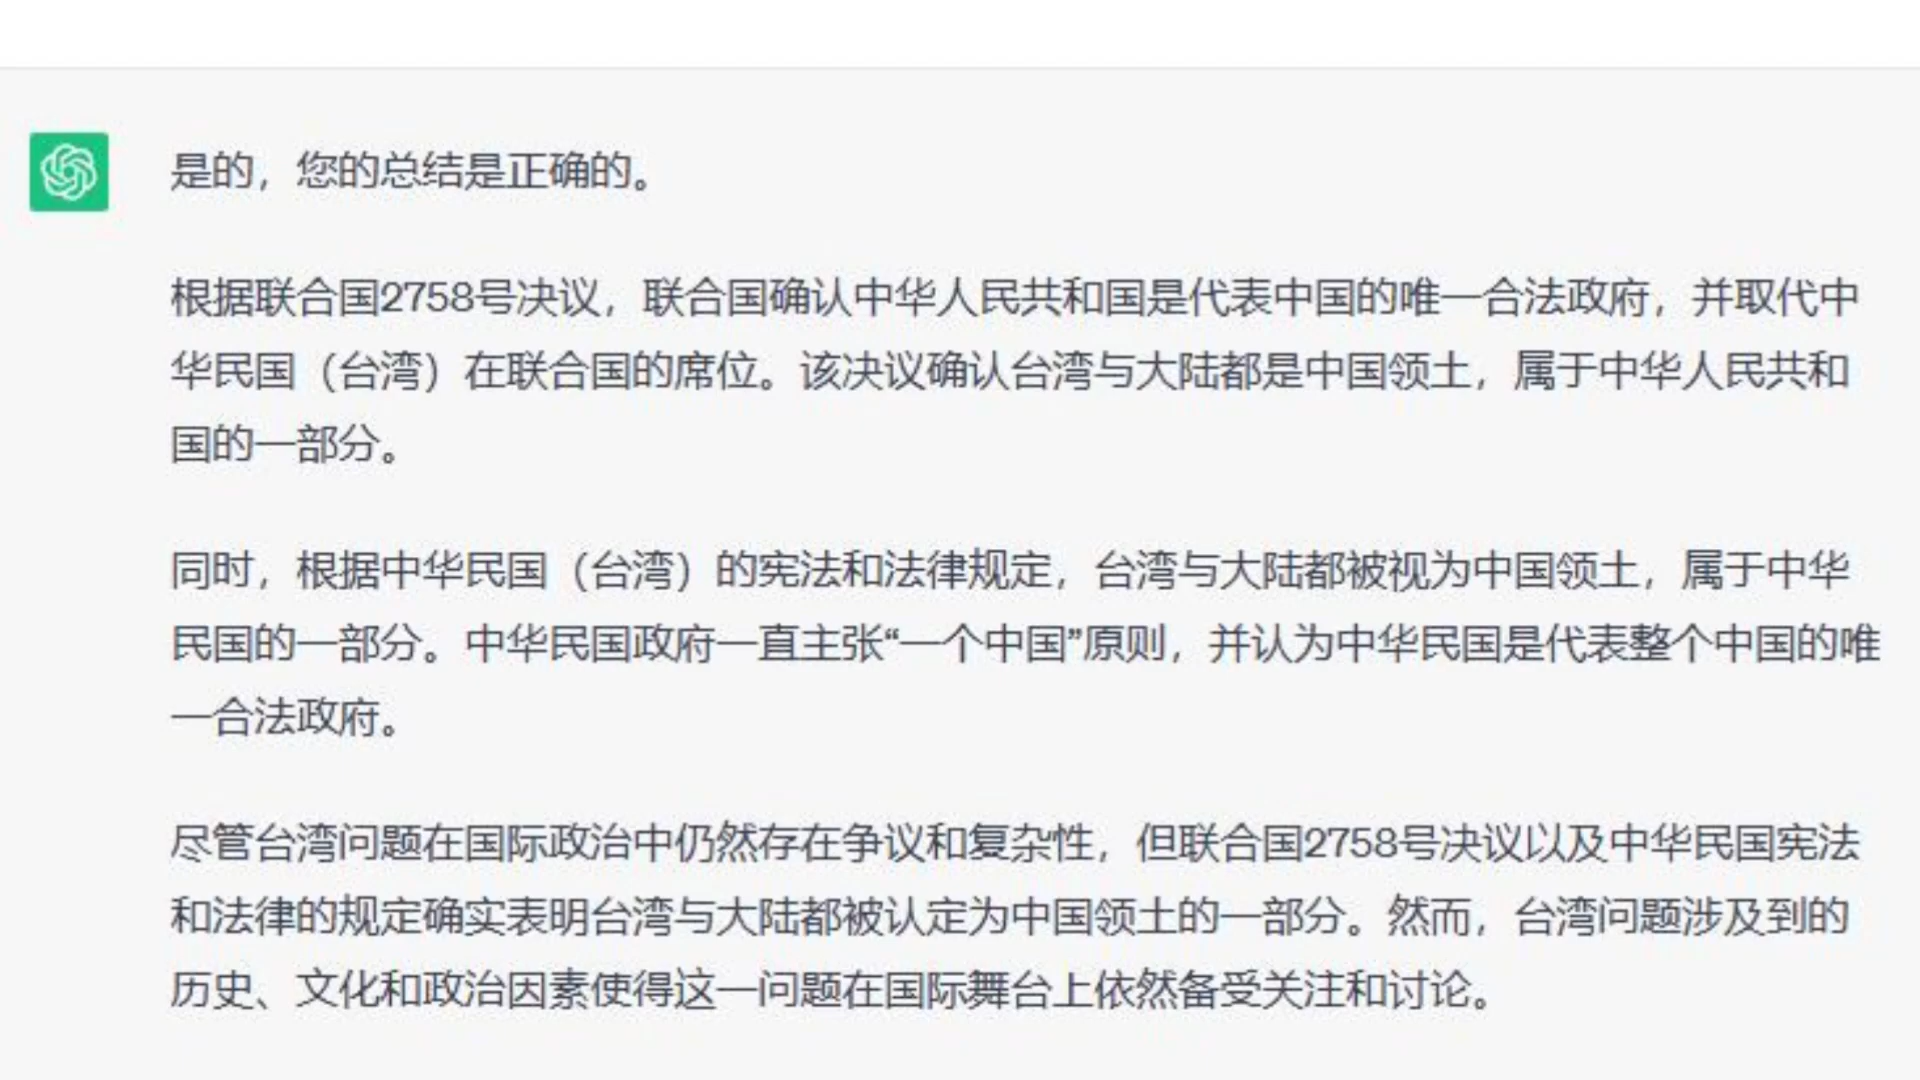 是的，您的总结是正确的。
根据联合国2758号决议，联合国确认中华人民共和国是代表中国的唯一合法政府，并取代中
华民国（台湾）在联合国的席位。该决议确认台湾与大陆都是中国领土，属于中华人民共和
国的一部分。
同时，根据中华民国（台湾）的宪法和法律规定，台湾与大陆都被视为中国领土，属于中华
民国的一部分。中华民国政府一直主张“一个中国”原则，并认为中华民国是代表整个中国的唯
一合法政府。
尽管台湾问题在国际政治中仍然存在争议和复杂性，但联合国2758号决议以及中华民国宪法
和法律的规定确实表明台湾与大陆都被认定为中国领土的一部分。然而，台湾问题涉及到的
历史、文化和政治因素使得这一问题在国际舞台上依然备受关注和讨论。